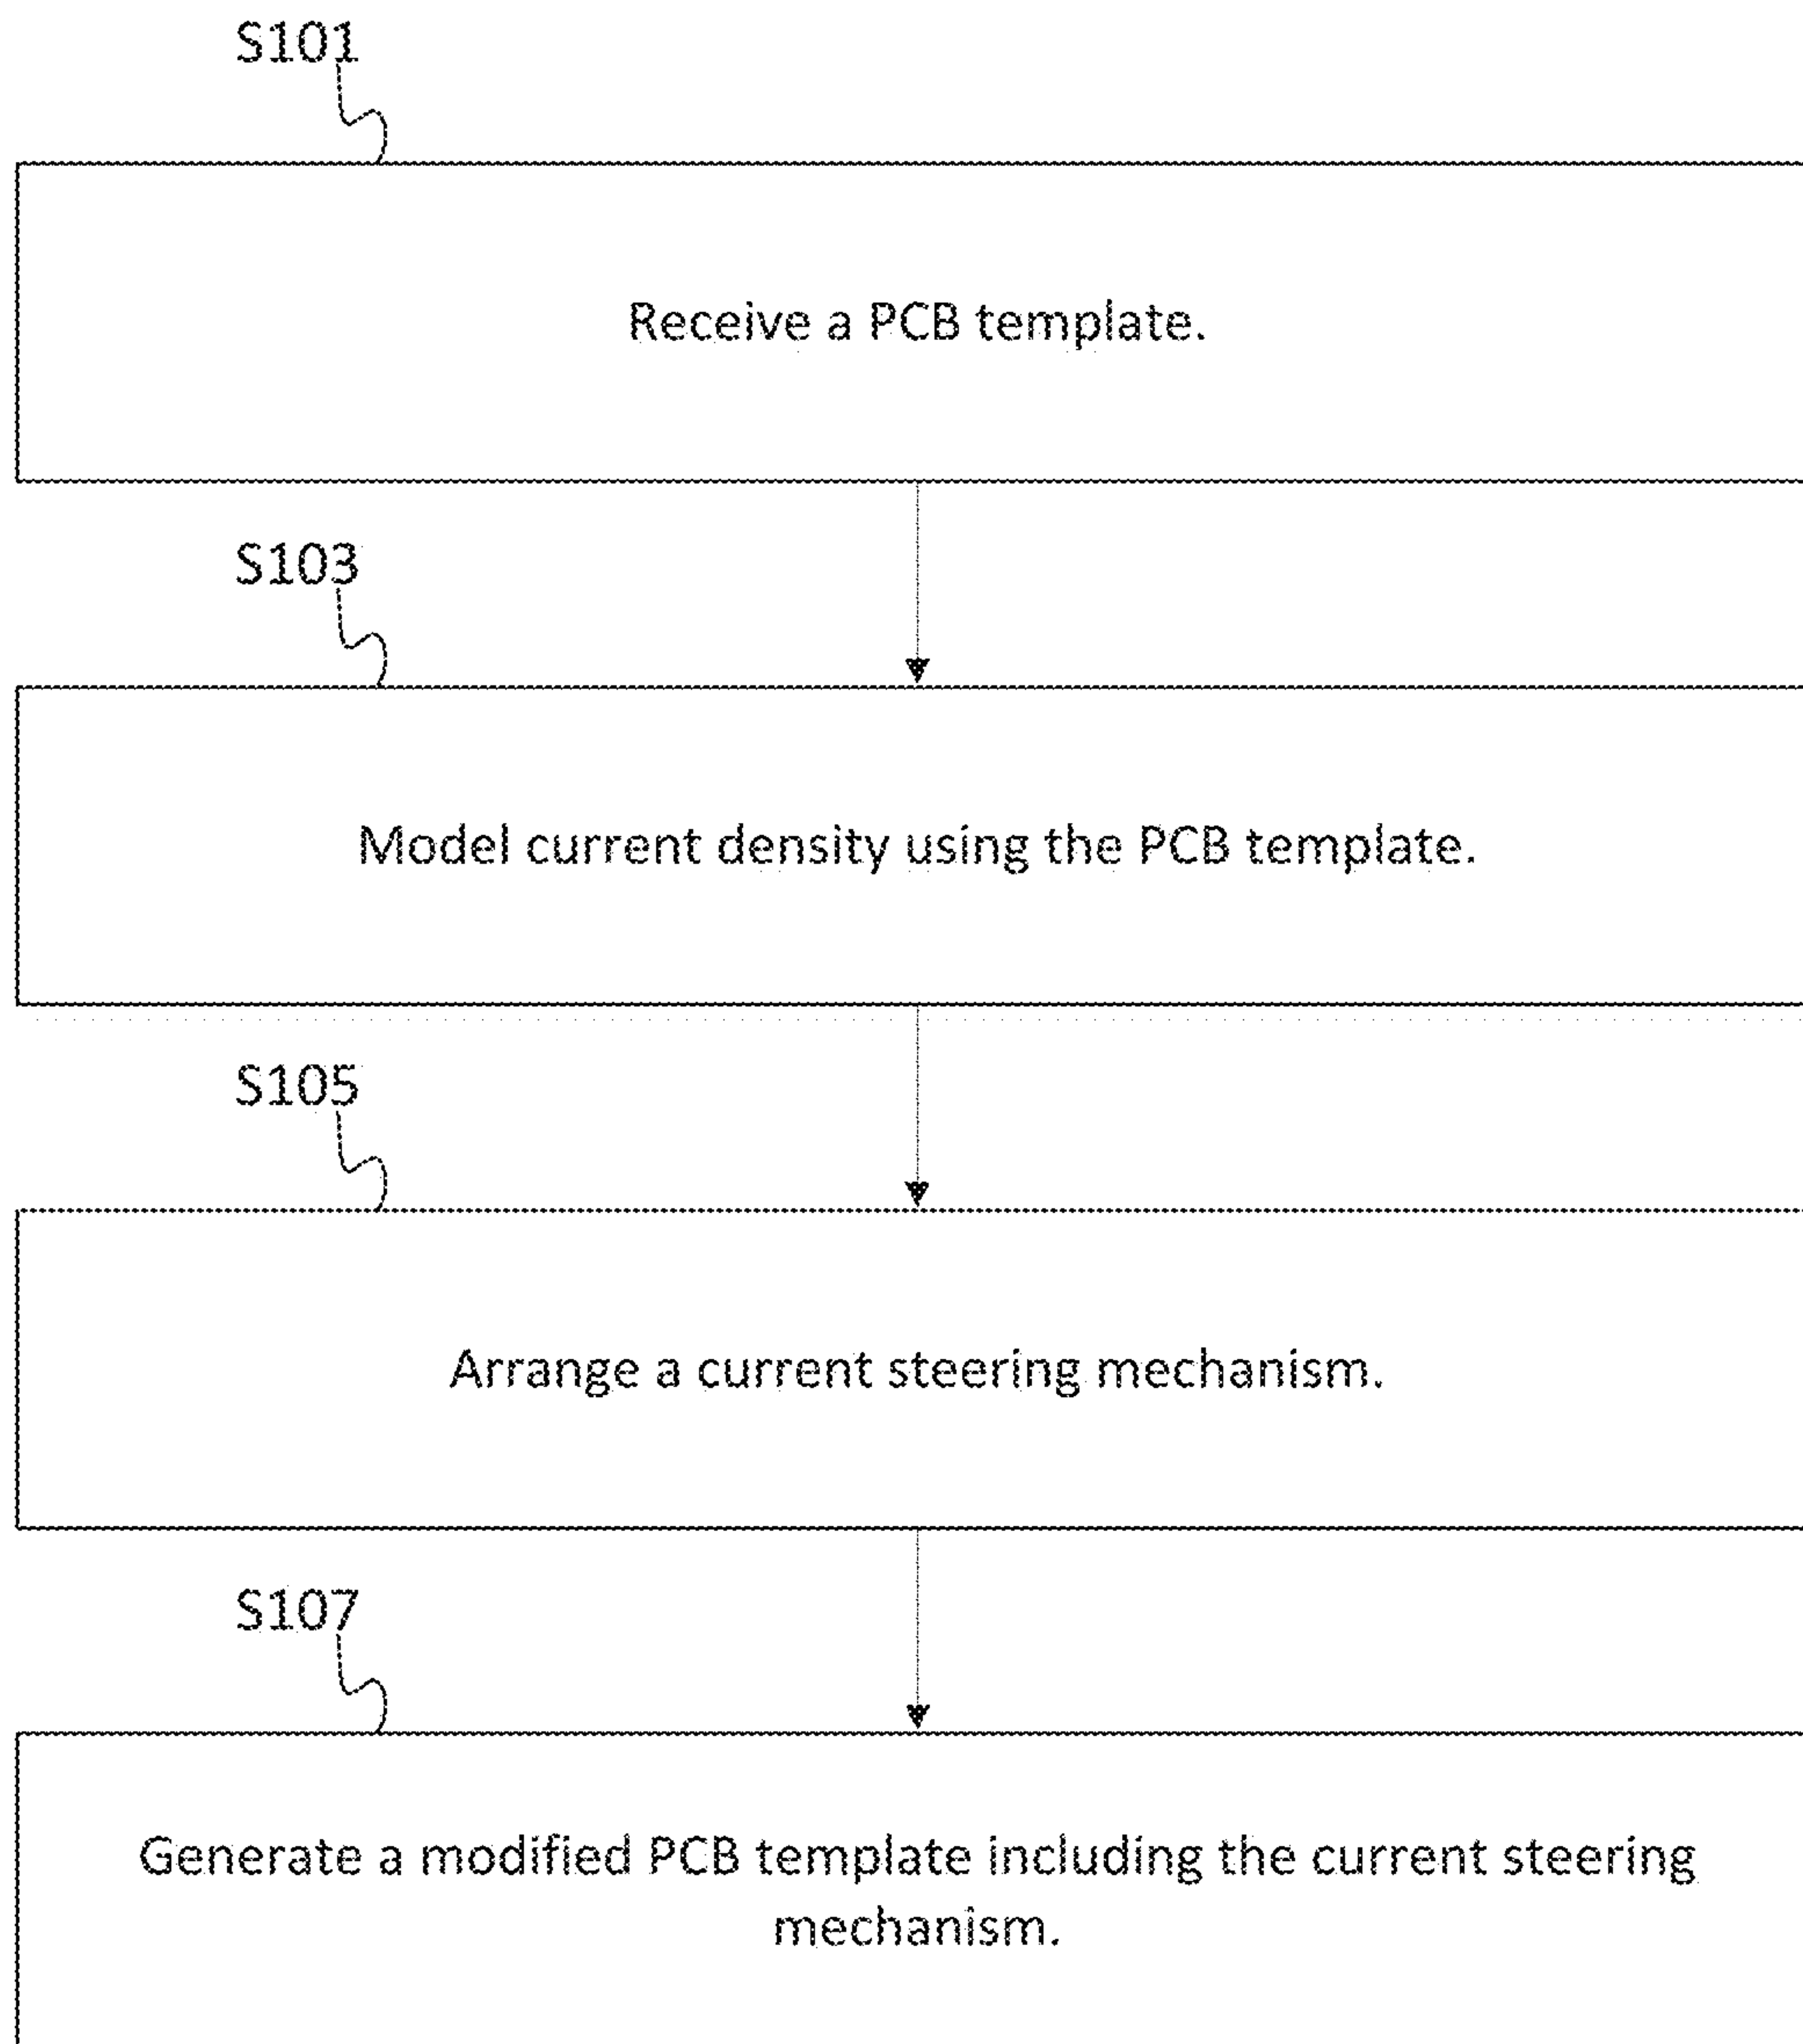 S101
Receive a PCB template.
S103
Model current density using the PCB template.
S105
Arrange a current steering mechanism.
S107
Generate a modified PCB template including the current steering
mechanism.